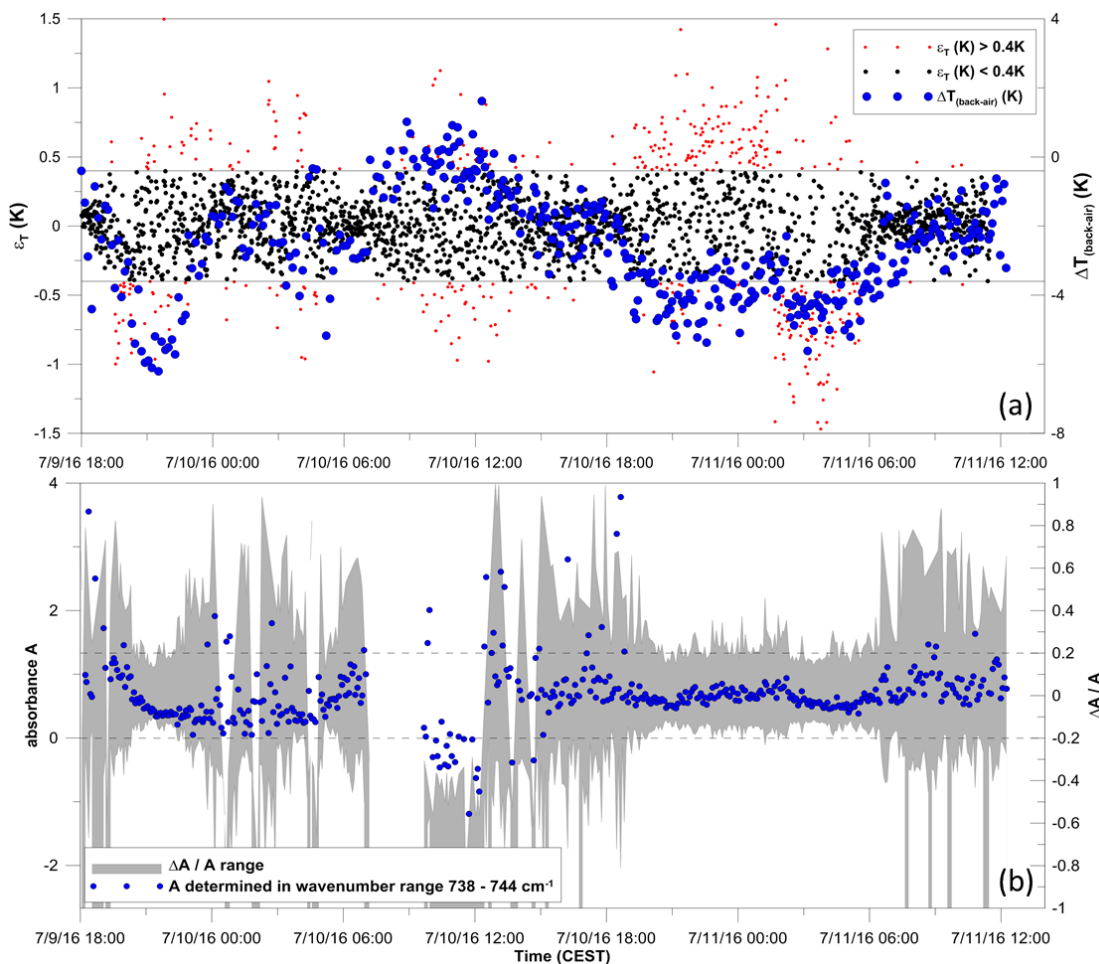 1.5
1
0.5
0
-0.5
-1
-1.5
ε_T (K)
4
0
-4
-8
ΔT_(back-air) (K)
ε_T (K) > 0.4K
ε_T (K) < 0.4K
ΔT_(back-air) (K)
(a)
7/9/16 18:00 7/10/16 00:00 7/10/16 06:00 7/10/16 12:00 7/10/16 18:00 7/11/16 00:00 7/11/16 06:00 7/11/16 12:00
4
2
0
-2
absorbance A
1
0.8
0.6
0.4
0.2
0
-0.2
-0.4
-0.6
-0.8
-1
ΔA / A
ΔA / A range
A determined in wavenumber range 738 - 744 cm⁻¹
(b)
7/9/16 18:00 7/10/16 00:00 7/10/16 06:00 7/10/16 12:00 7/10/16 18:00 7/11/16 00:00 7/11/16 06:00 7/11/16 12:00
Time (CEST)